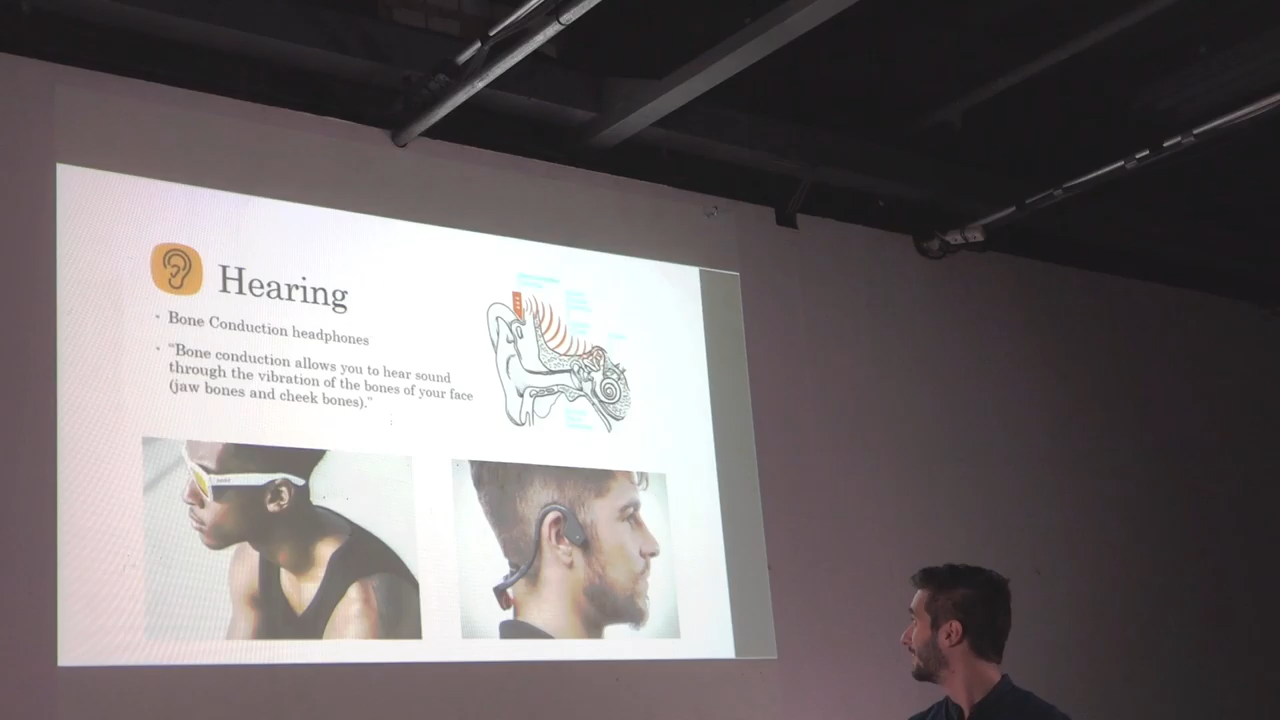 Hearing
• Bone Conduction headphones
• "Bone conduction allows you to hear sound
through the vibration of the bones of your face
(jaw bones and cheek bones)."